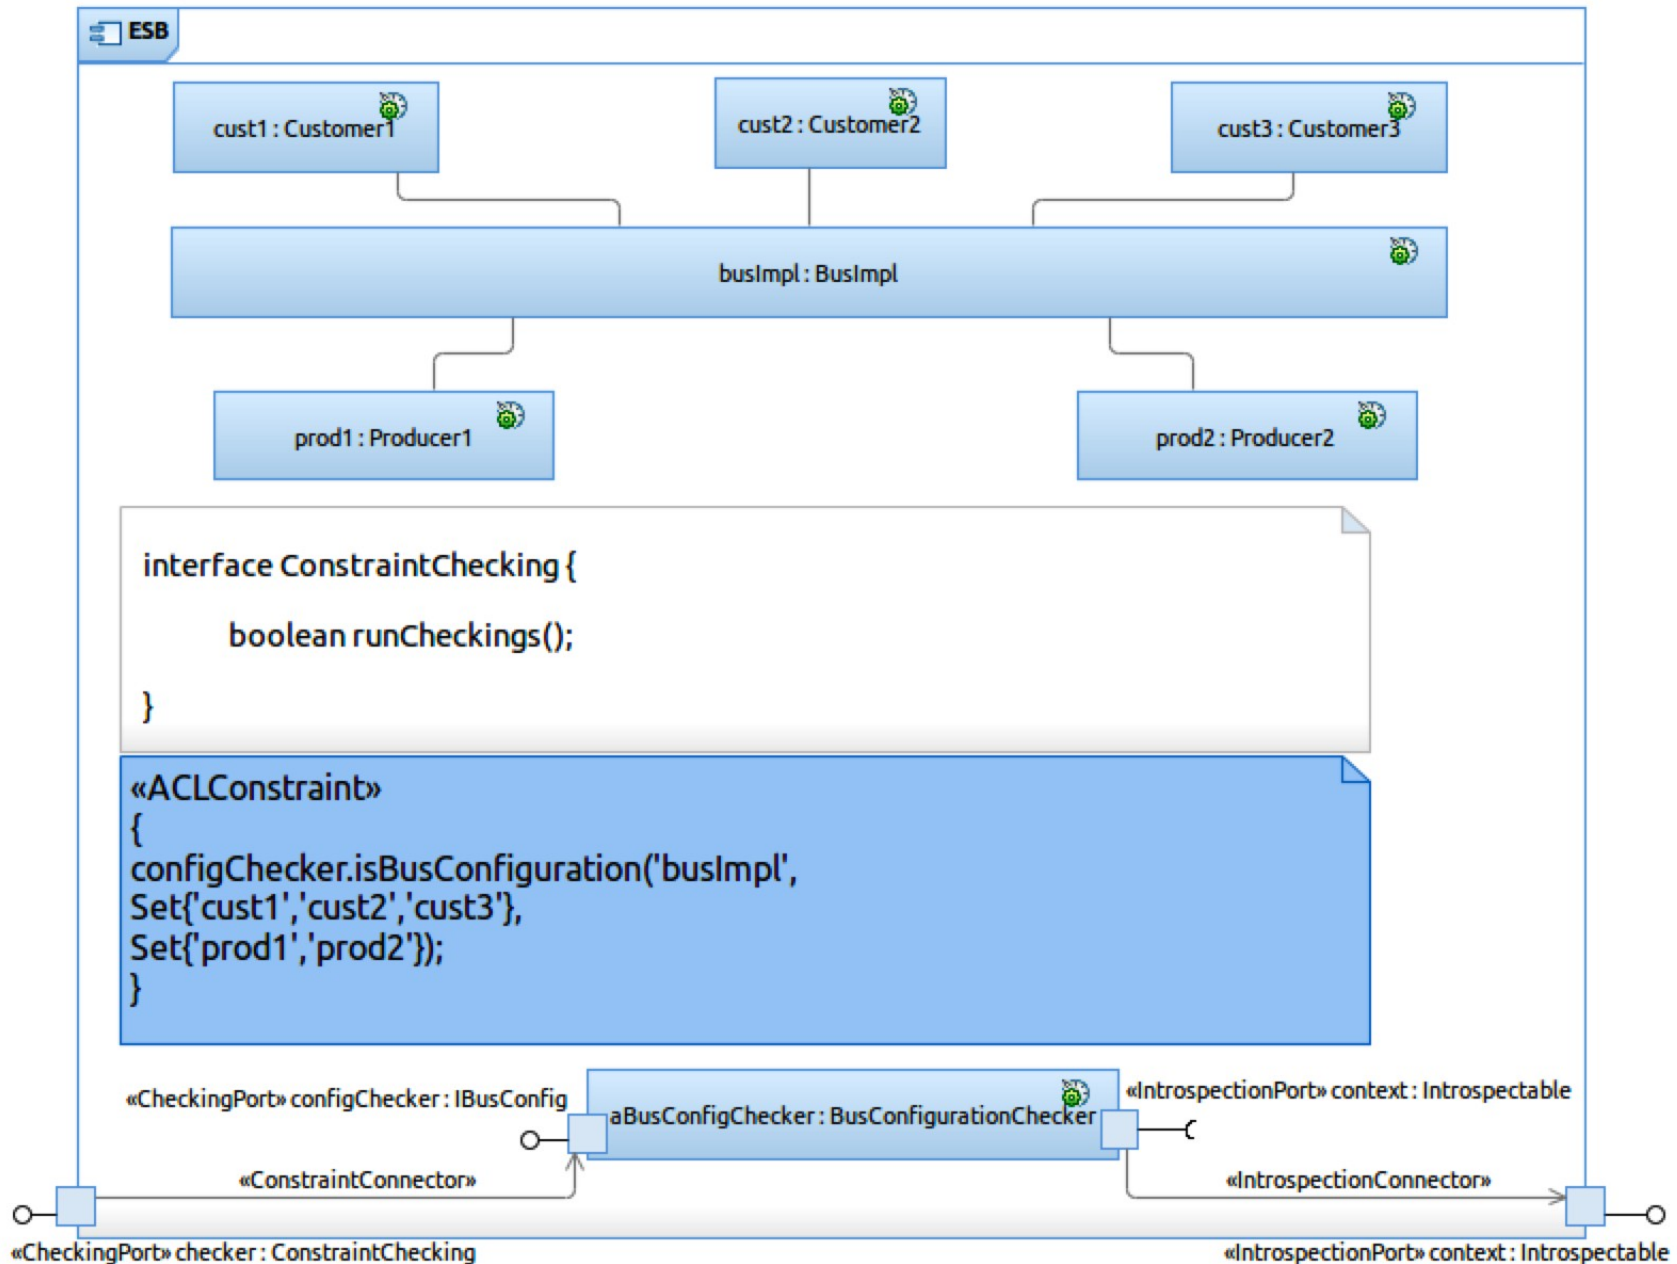 ESB
cust1 : Customer1
cust2 : Customer2
cust3 : Customer3
busImpl : BusImpl
prod1 : Producer1
prod2 : Producer2
interface ConstraintChecking {
boolean runCheckings();
}
«ACLConstraint»
{
configChecker.isBusConfiguration('busImpl',
Set{'cust1','cust2','cust3'},
Set{'prod1','prod2'});
}
«CheckingPort» configChecker : IBusConfig
aBusConfigChecker : BusConfigurationChecker
«IntrospectionPort» context : Introspectable
«ConstraintConnector»
«IntrospectionConnector»
«CheckingPort» checker : ConstraintChecking
«IntrospectionPort» context : Introspectable